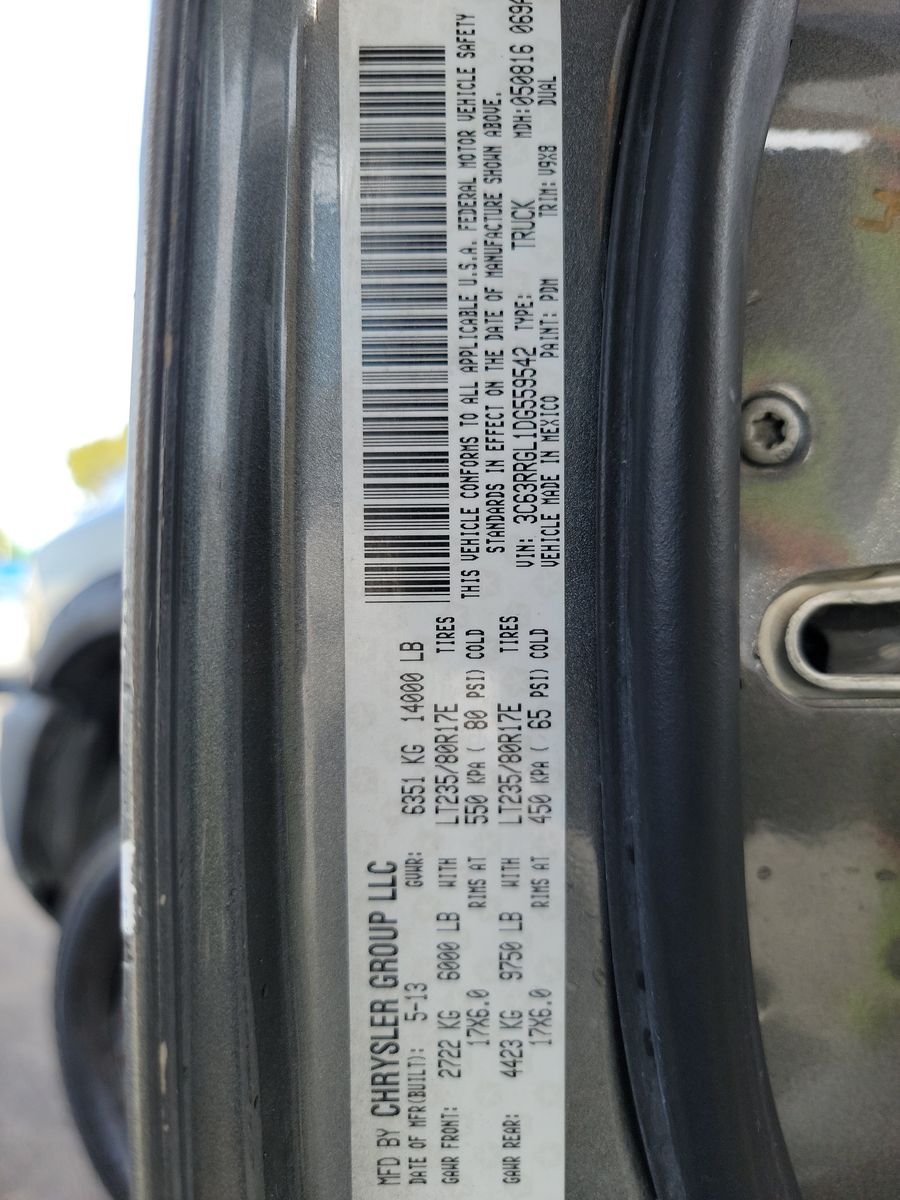 MFD BY CHRYSLER GROUP LLC
DATE OF MFR(BUILT): 5-13 GVWR: 6351 KG 14000 LB
GAWR FRONT: 2722 KG 6000 LB WITH LT235/80R17E TIRES
17X6.0 RIMS AT 550 KPA ( 80 PSI) COLD
GAWR REAR: 4423 KG 9750 LB WITH LT235/80R17E TIRES
17X6.0 RIMS AT 450 KPA ( 65 PSI) COLD
THIS VEHICLE CONFORMS TO ALL APPLICABLE U.S.A. FEDERAL MOTOR VEHICLE SAFETY
STANDARDS IN EFFECT ON THE DATE OF MANUFACTURE SHOWN ABOVE.
VIN: 3C63RRGL1DG559542 TYPE: TRUCK MDH:050816 069
VEHICLE MADE IN MEXICO PAINT: PDM TRIM: V9X8 DUAL